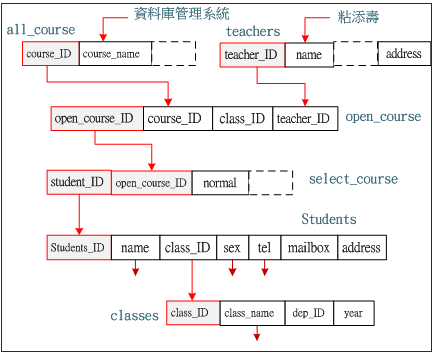 資料庫管理系統
粘添壽
all_course
teachers
course_ID course_name
teacher_ID name address
open_course_ID course_ID class_ID teacher_ID
open_course
student_ID open_course_ID normal
select_course
Students
Students_ID name class_ID sex tel mailbox address
classes
class_ID class_name dep_ID year